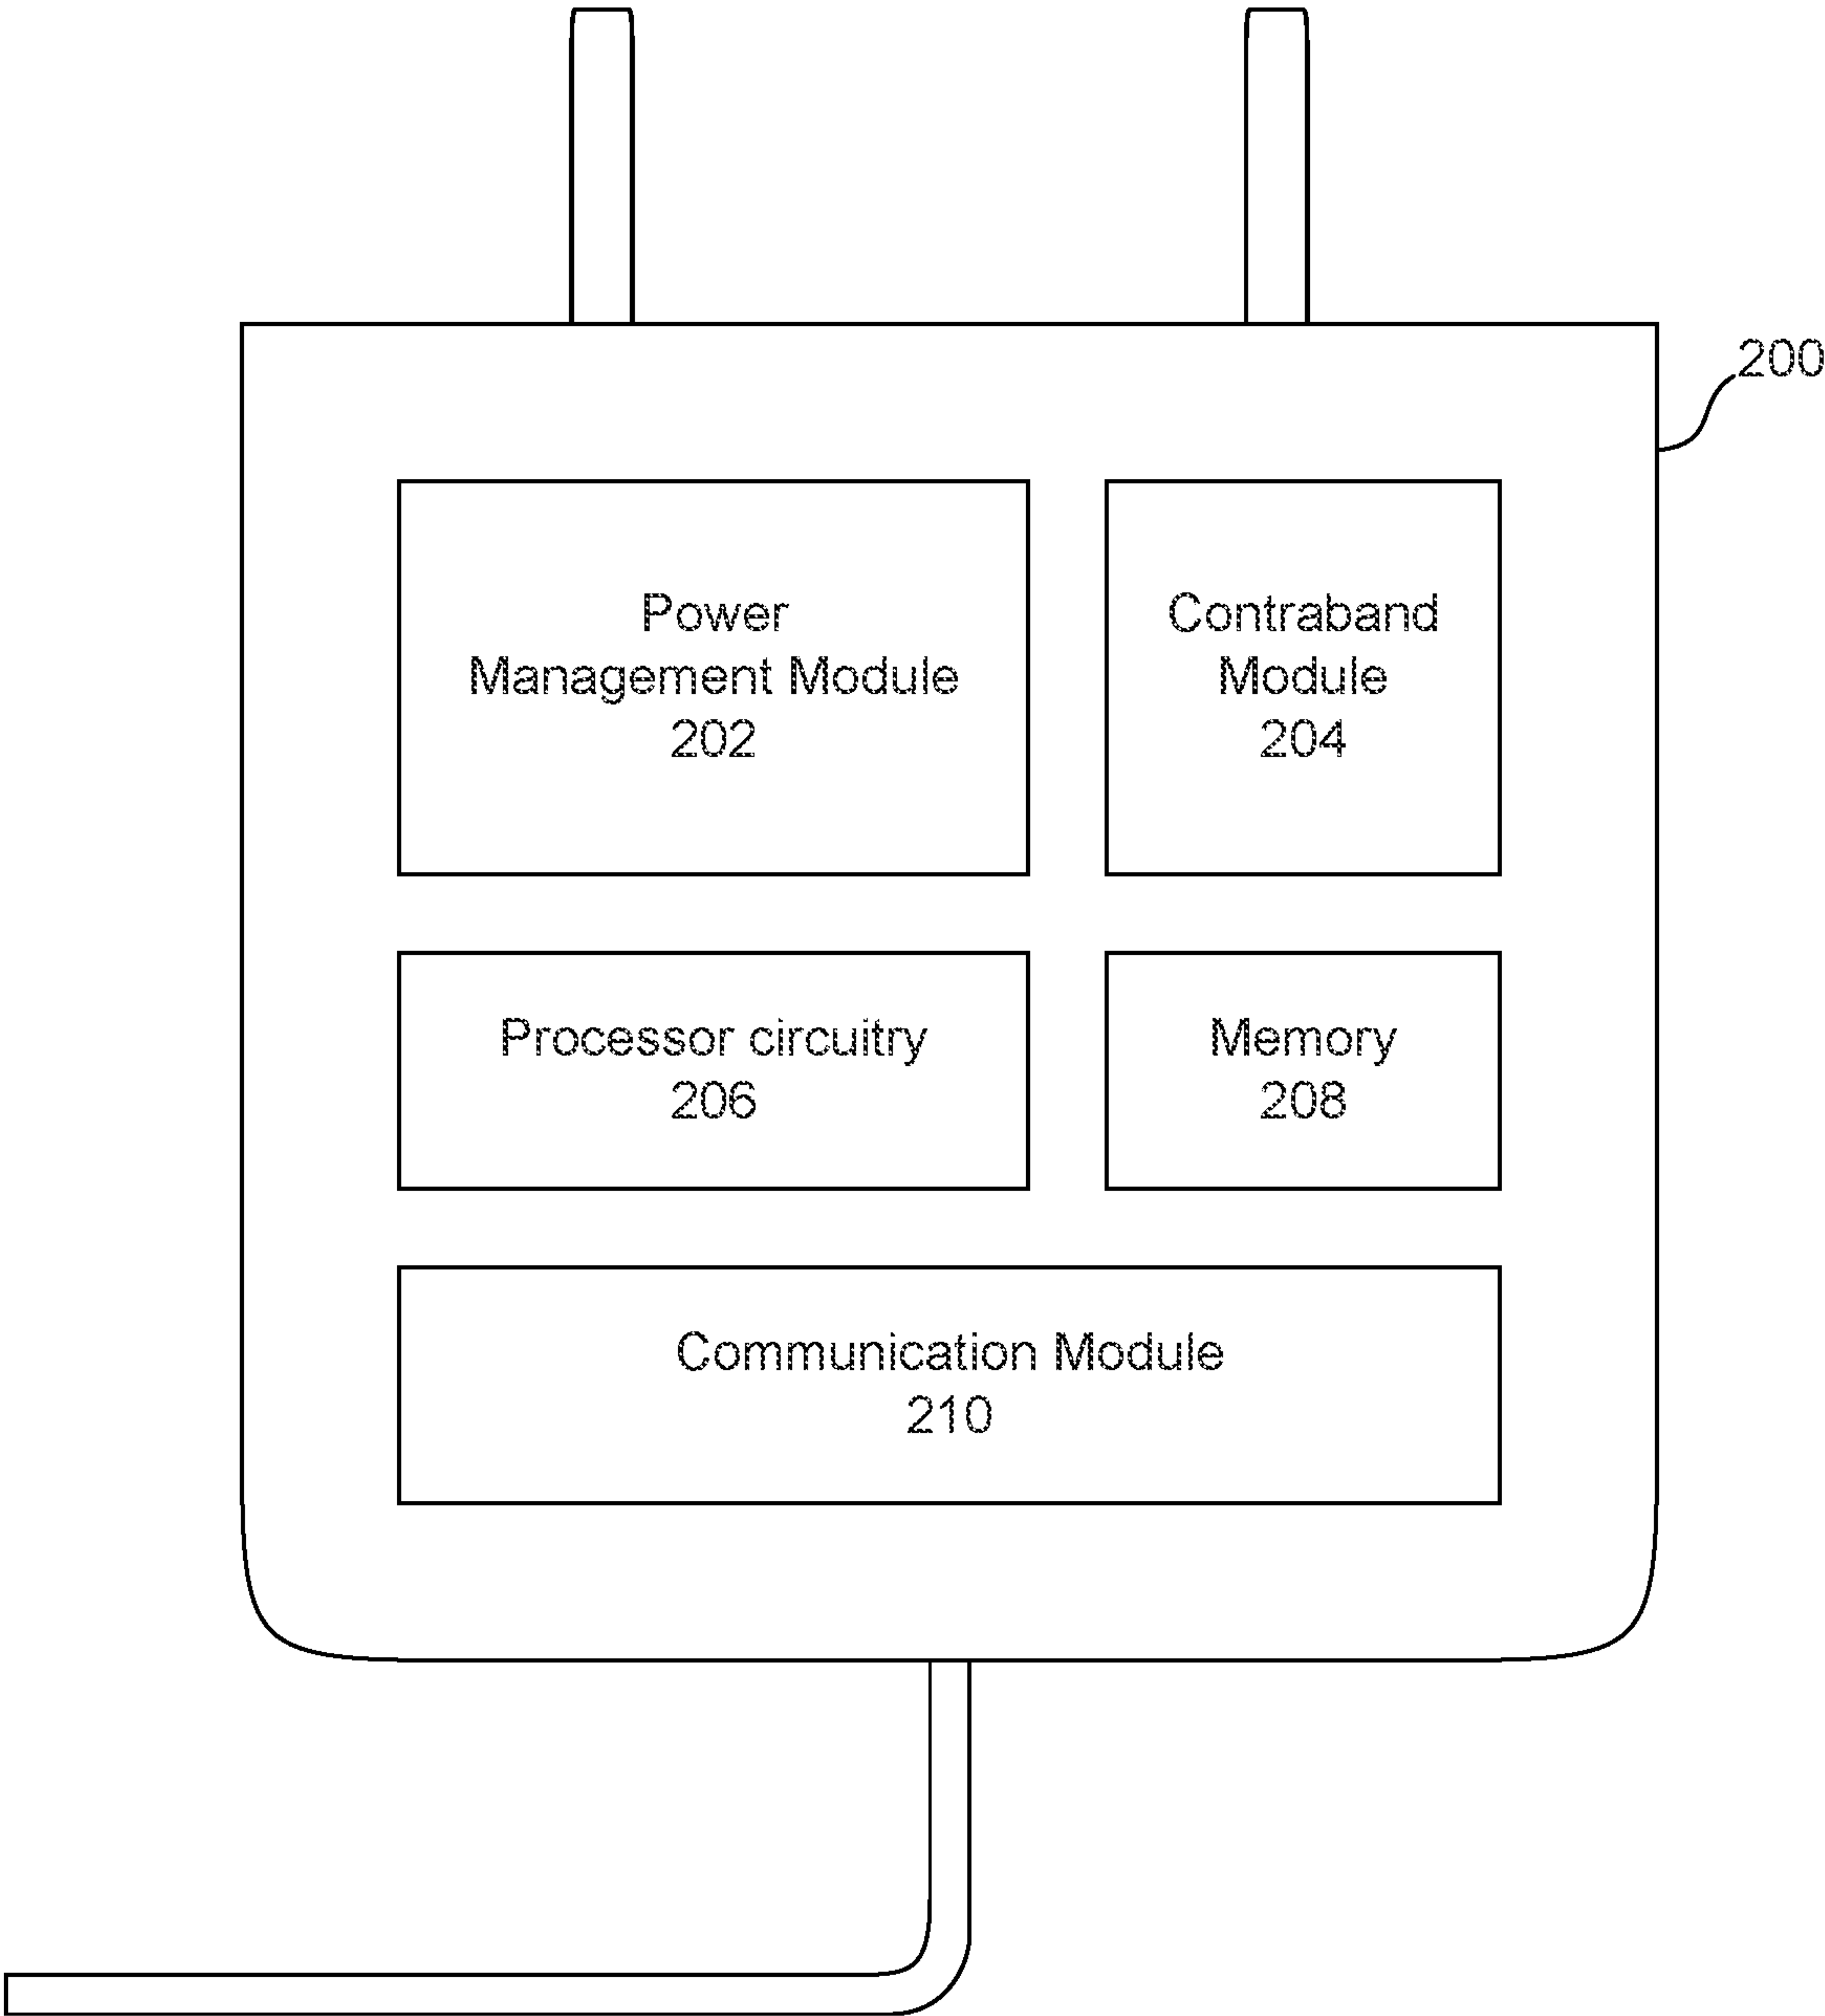 200
Power
Management Module
202
Contraband
Module
204
Processor circuitry
206
Memory
208
Communication Module
210